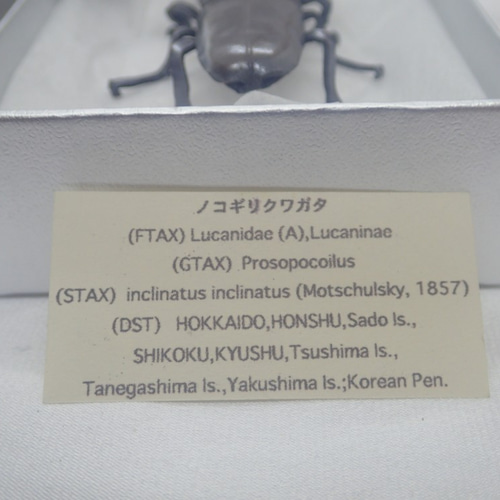 ノコギリクワガタ
(FTAX) Lucanidae (A),Lucaninae
(GTAX) Prosopocoilus
(STAX) inclinatus inclinatus (Motschulsky, 1857)
(DST) HOKKAIDO,HONSHU,Sado Is.,
SHIKOKU,KYUSHU,Tsushima Is.,
Tanegashima Is.,Yakushima Is.;Korean Pen.